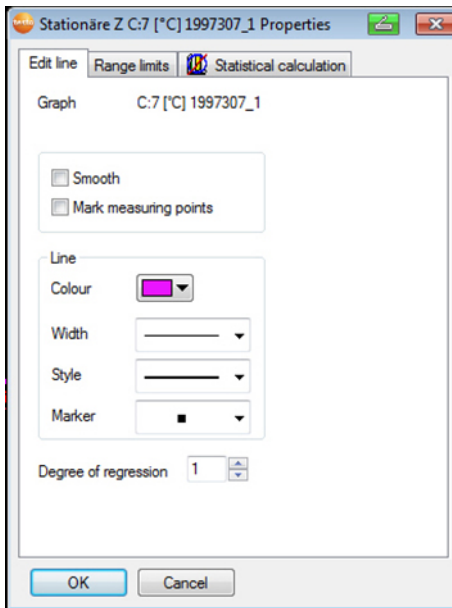 Stationäre Z C:7 [°C] 1997307_1 Properties
Edit line
Range limits
Statistical calculation
Graph C:7 [°C] 1997307_1
Smooth
Mark measuring points
Line
Colour
Width
Style
Marker
Degree of regression 1
OK
Cancel